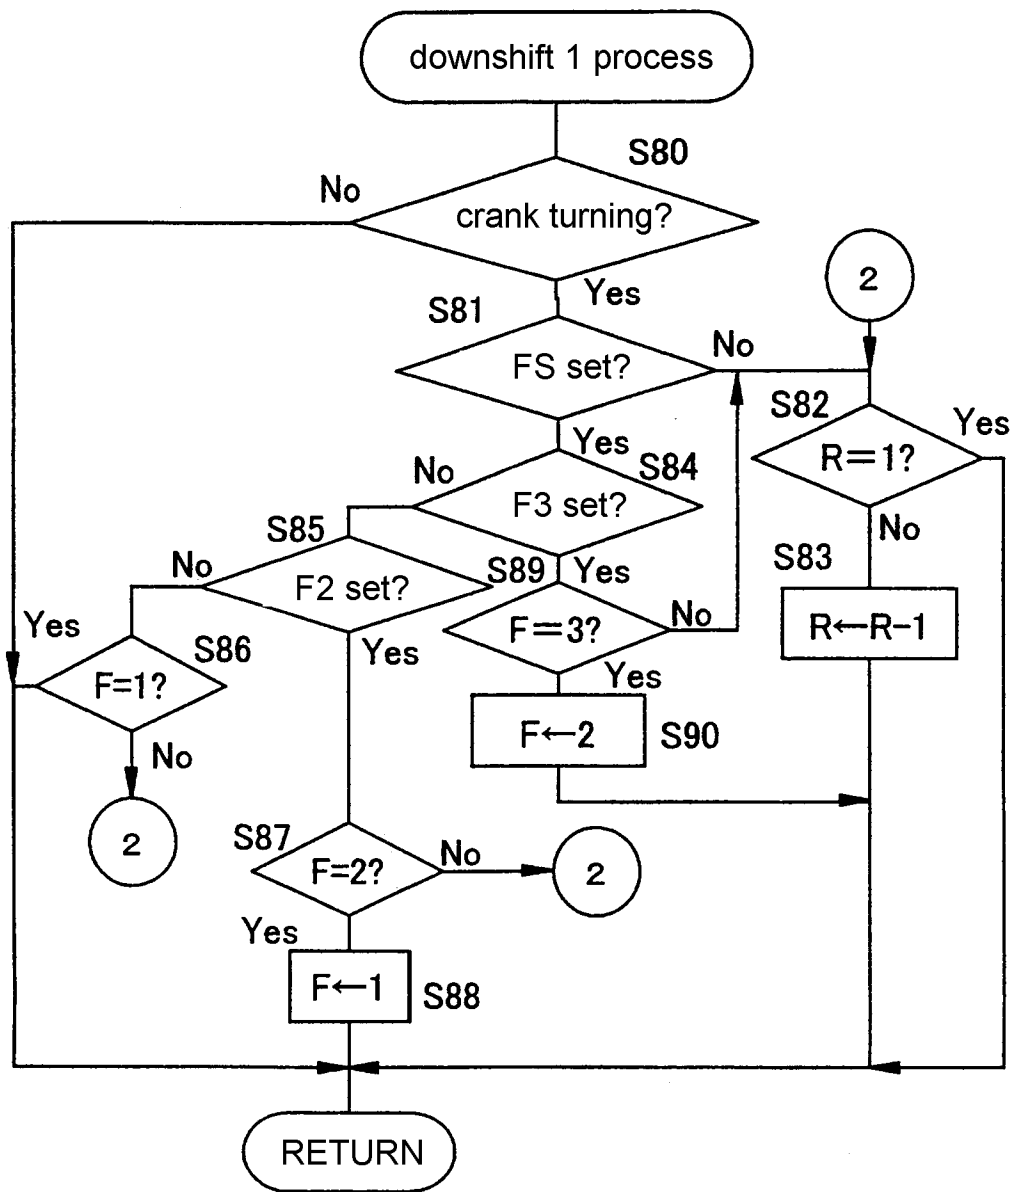 downshift 1 process
S80
No
crank turning?
2
Yes
S81
FS set?
No
S82
Yes
R=1?
Yes
No
S84
F3 set?
S85
No
S83
No
F2 set?
S89
Yes
Yes
F=3?
No
R←R-1
S86
Yes
F=1?
Yes
F←2
S90
No
2
S87
F=2?
No
2
Yes
F←1
S88
RETURN